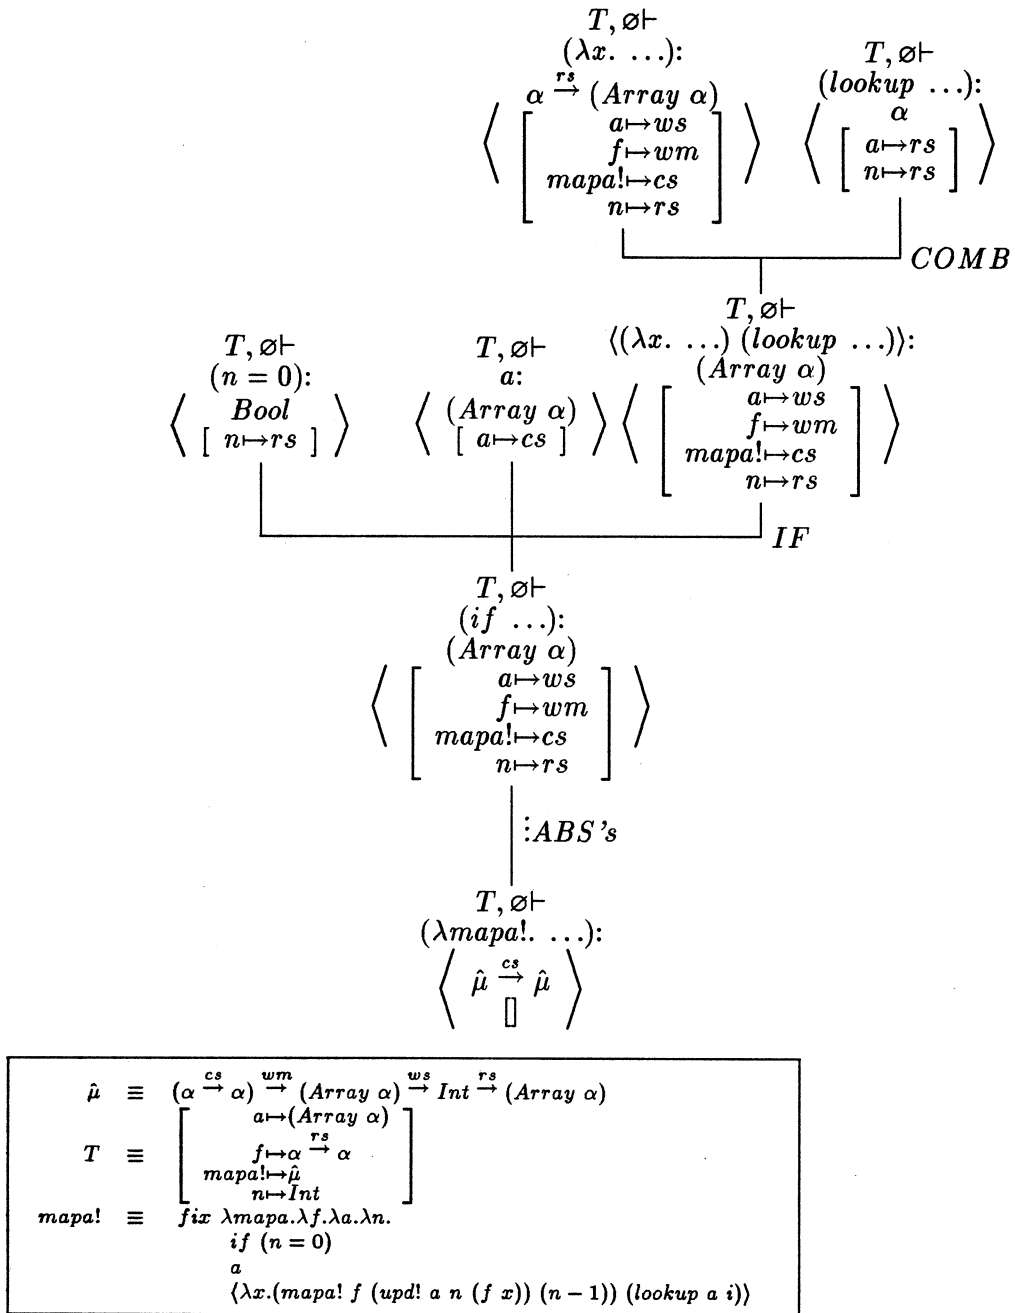 T, ∅⊢
(λx. ...):
α →^{rs} (Array α)
a↦ws
f↦wm
mapa!↦cs
n↦rs
T, ∅⊢
(lookup ...):
α
a↦rs
n↦rs
COMB
T, ∅⊢
(n = 0):
Bool
[ n↦rs ]
T, ∅⊢
a:
(Array α)
[ a↦cs ]
T, ∅⊢
⟨(λx. ...) (lookup ...)⟩:
(Array α)
a↦ws
f↦wm
mapa!↦cs
n↦rs
IF
T, ∅⊢
(if ...):
(Array α)
a↦ws
f↦wm
mapa!↦cs
n↦rs
⋮ABS's
T, ∅⊢
(λmapa!. ...):
μ̂ →^{cs} μ̂
[]
μ̂ ≡ (α →^{cs} α) →^{wm} (Array α) →^{ws} Int →^{rs} (Array α)
a↦(Array α)
T ≡ f↦α →^{rs} α
mapa!↦μ̂
n↦Int
mapa! ≡ fix λmapa.λf.λa.λn.
if (n = 0)
a
⟨λx.(mapa! f (upd! a n (f x)) (n − 1)) (lookup a i)⟩